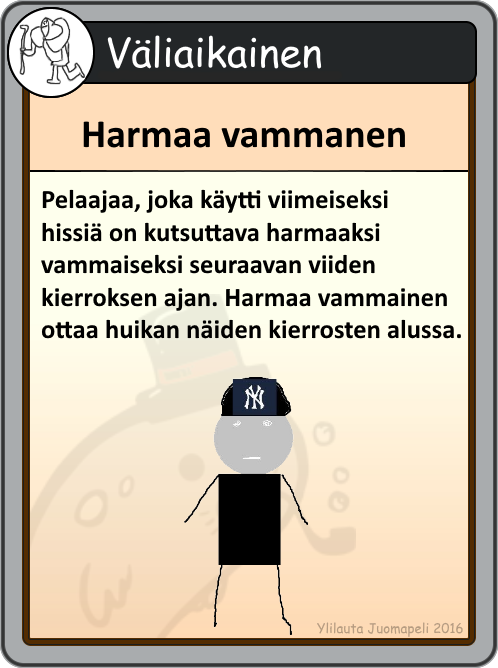 Väliaikainen
Harmaa vammanen
Pelaajaa, joka käytti viimeiseksi
hissiä on kutsuttava harmaaksi
vammaiseksi seuraavan viiden
kierroksen ajan. Harmaa vammainen
ottaa huikan näiden kierrosten alussa.
NY
Ylilauta Juomapeli 2016